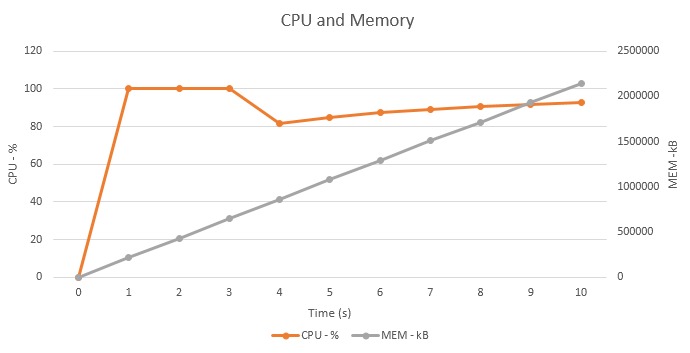 CPU and Memory
120 2500000
100 2000000
80 1500000
60 1000000
40 500000
20 0
0
CPU - %
MEM -kB
0 1 2 3 4 5 6 7 8 9 10
Time (s)
CPU - % MEM - kB